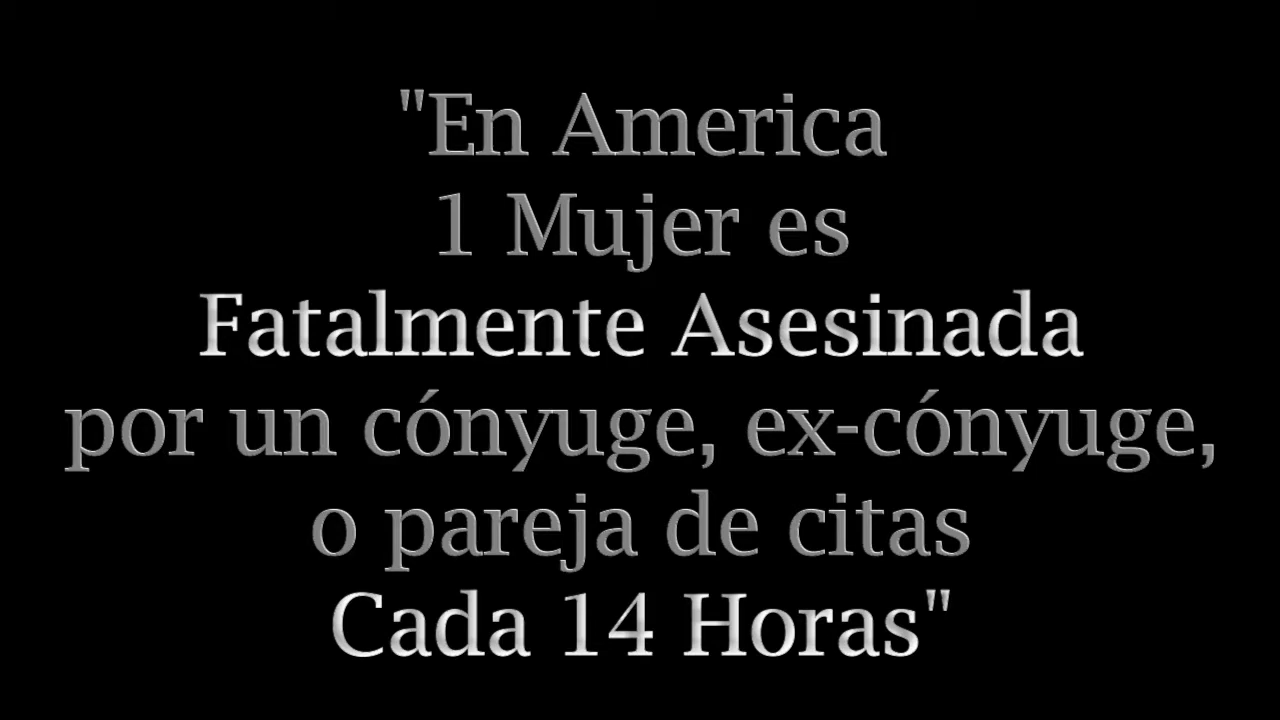 "En America
1 Mujer es
Fatalmente Asesinada
por un cónyuge, ex-cónyuge,
o pareja de citas
Cada 14 Horas"